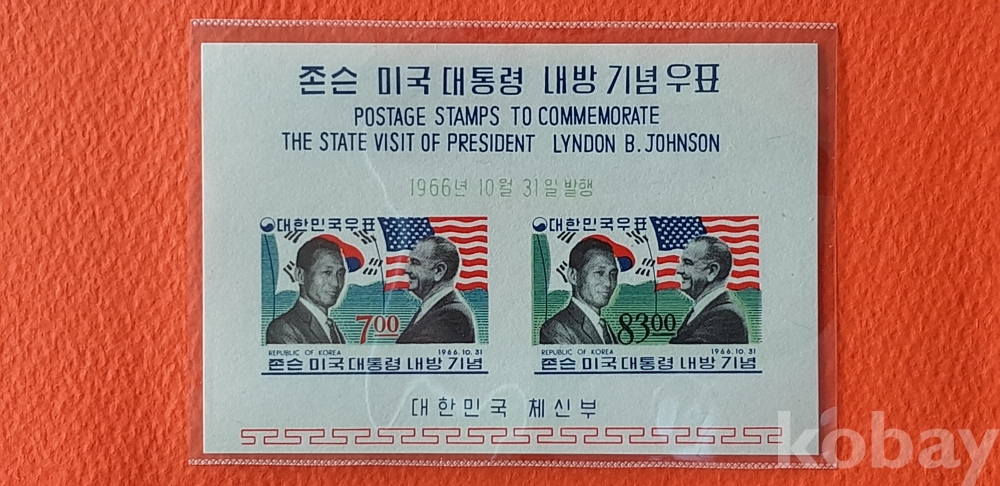 존슨 미국 대통령 내방 기념 우표
POSTAGE STAMPS TO COMMEMORATE
THE STATE VISIT OF PRESIDENT LYNDON B. JOHNSON
1966년 10월 31일 발행
대한민국우표
7.00
REPUBLIC OF KOREA 1966.10.31
존슨 미국 대통령 내방 기념
대한민국우표
83.00
REPUBLIC OF KOREA 1966.10.31
존슨 미국 대통령 내방 기념
대한민국 체신부
kobay